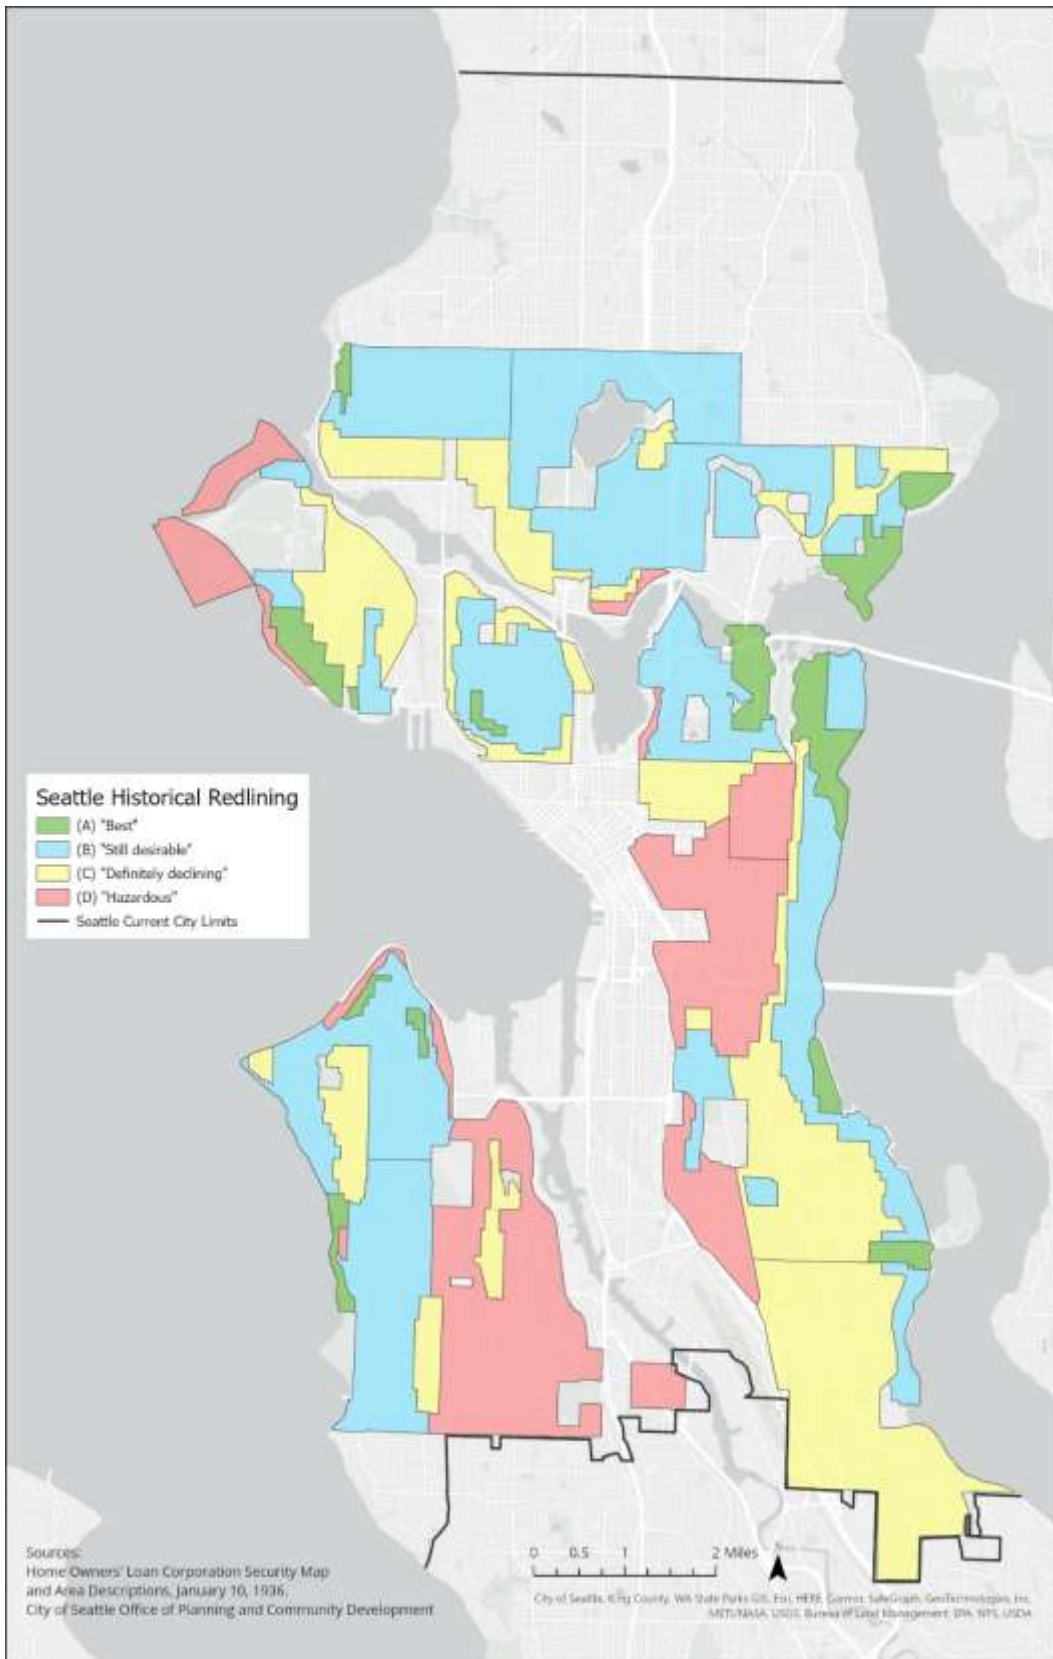 Seattle Historical Redlining
(A) "Best"
(B) "Still desirable"
(C) "Definitely declining"
(D) "Hazardous"
Seattle Current City Limits
Sources:
Home Owners' Loan Corporation Security Map
and Area Descriptions, January 10, 1936.
City of Seattle Office of Planning and Community Development
0 0.5 1 2 Miles
City of Seattle, King County, WA State Parks GIS, Esri, HERE, Garmin, SafeGraph, GeoTechnologies, Inc,
METI/NASA, USGS, Bureau of Land Management, EPA, NPS, USDA